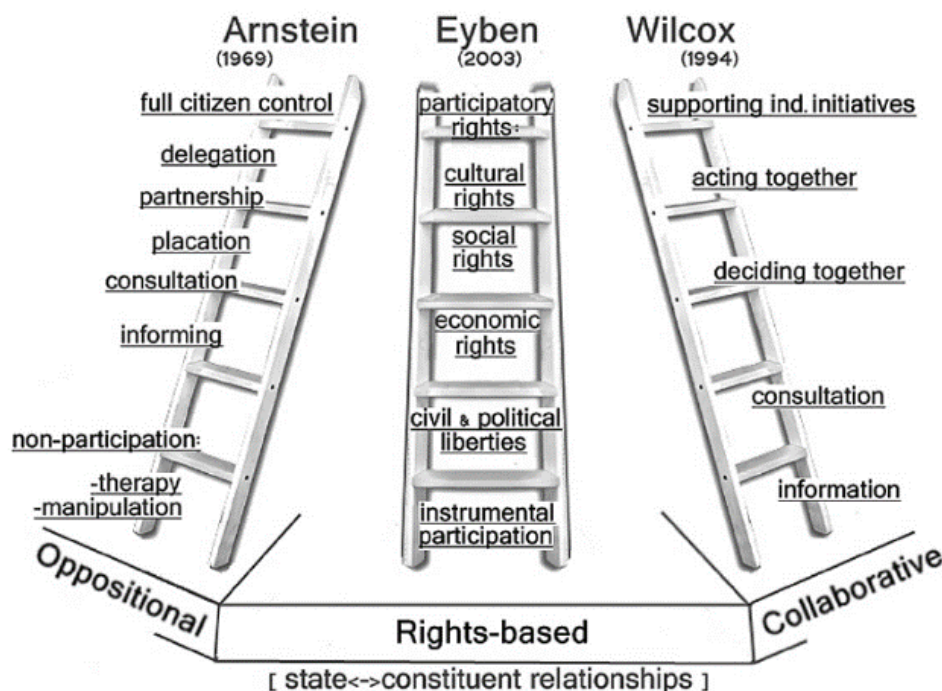 Arnstein
(1969)
full citizen control
delegation
partnership
placation
consultation
informing
non-participation:
-therapy
-manipulation
Eyben
(2003)
participatory
rights:
cultural
rights
social
rights
economic
rights
civil & political
liberties
instrumental
participation
Wilcox
(1994)
supporting ind. initiatives
acting together
deciding together
consultation
information
Oppositional
Rights-based
Collaborative
[ state<->constituent relationships ]